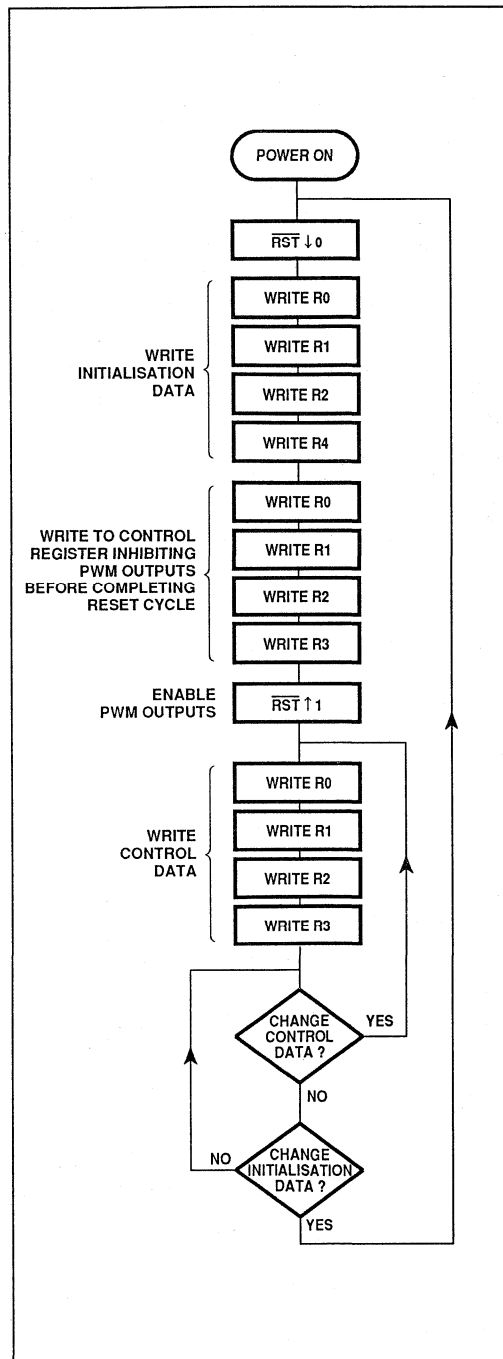 POWER ON
RST ↓ 0
WRITE
INITIALISATION
DATA
WRITE R0
WRITE R1
WRITE R2
WRITE R4
WRITE TO CONTROL
REGISTER INHIBITING
PWM OUTPUTS
BEFORE COMPLETING
RESET CYCLE
WRITE R0
WRITE R1
WRITE R2
WRITE R3
ENABLE
PWM OUTPUTS
RST ↑ 1
WRITE
CONTROL
DATA
WRITE R0
WRITE R1
WRITE R2
WRITE R3
CHANGE
CONTROL
DATA ?
YES
NO
CHANGE
INITIALISATION
DATA ?
NO
YES